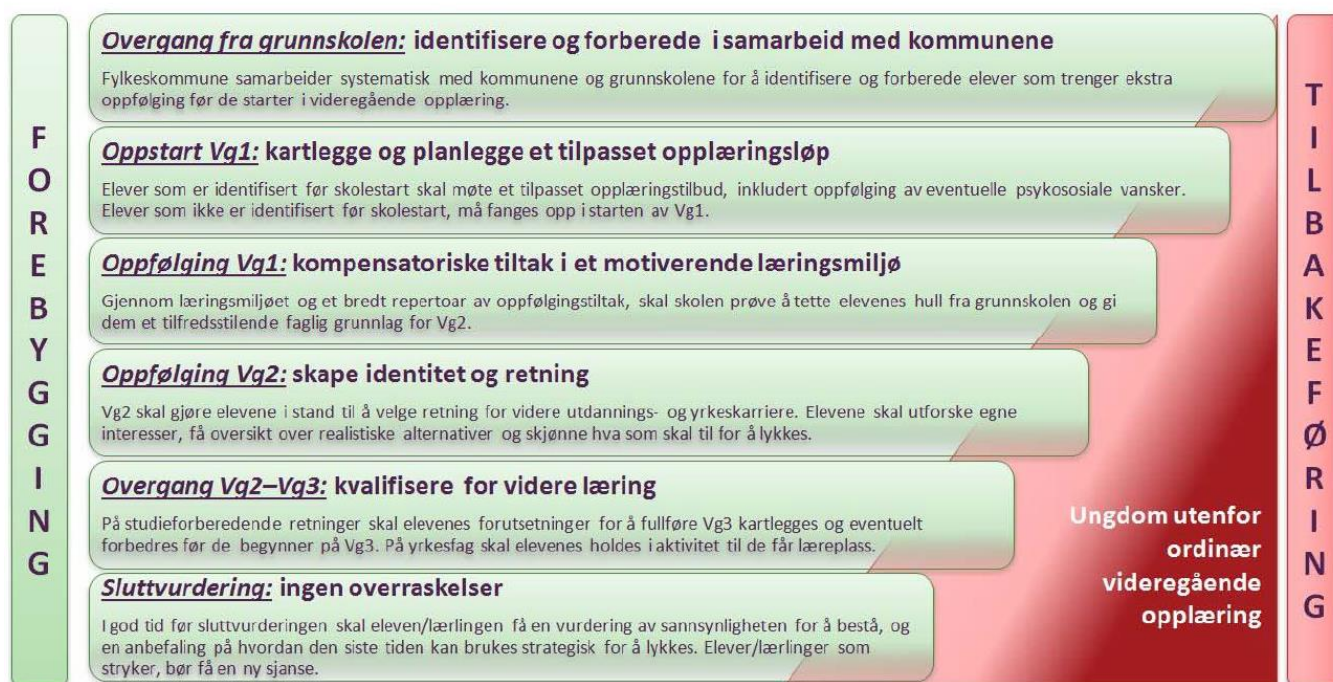 FOREBYGGING
Overgang fra grunnskolen: identifisere og forberede i samarbeid med kommunene
Fylkeskommune samarbeider systematisk med kommunene og grunnskolene for å identifisere og forberede elever som trenger ekstra
oppfølging før de starter i videregående opplæring.
Oppstart Vg1: kartlegge og planlegge et tilpasset opplæringsløp
Elever som er identifisert før skolestart skal møte et tilpasset opplæringstilbud, inkludert oppfølging av eventuelle psykososiale vansker.
Elever som ikke er identifisert før skolestart, må fanges opp i starten av Vg1.
Oppfølging Vg1: kompensatoriske tiltak i et motiverende læringsmiljø
Gjennom læringsmiljøet og et bredt repertoar av oppfølgingstiltak, skal skolen prøve å tette elevenes hull fra grunnskolen og gi
dem et tilfredsstilende faglig grunnlag for Vg2.
Oppfølging Vg2: skape identitet og retning
Vg2 skal gjøre elevene i stand til å velge retning for videre utdannings- og yrkeskarriere. Elevene skal utforske egne
interesser, få oversikt over realistiske alternativer og skjønne hva som skal til for å lykkes.
Overgang Vg2–Vg3: kvalifisere for videre læring
På studieforberedende retninger skal elevenes forutsetninger for å fullføre Vg3 kartlegges og eventuelt
forbedres før de begynner på Vg3. På yrkesfag skal elevenes holdes i aktivitet til de får læreplass.
Sluttvurdering: ingen overraskelser
I god tid før sluttvurderingen skal eleven/lærlingen få en vurdering av sannsynligheten for å bestå, og
en anbefaling på hvordan den siste tiden kan brukes strategisk for å lykkes. Elever/lærlinger som
stryker, bør få en ny sjanse.
Ungdom utenfor
ordinær
videregående
opplæring
TILBAKEFØRING